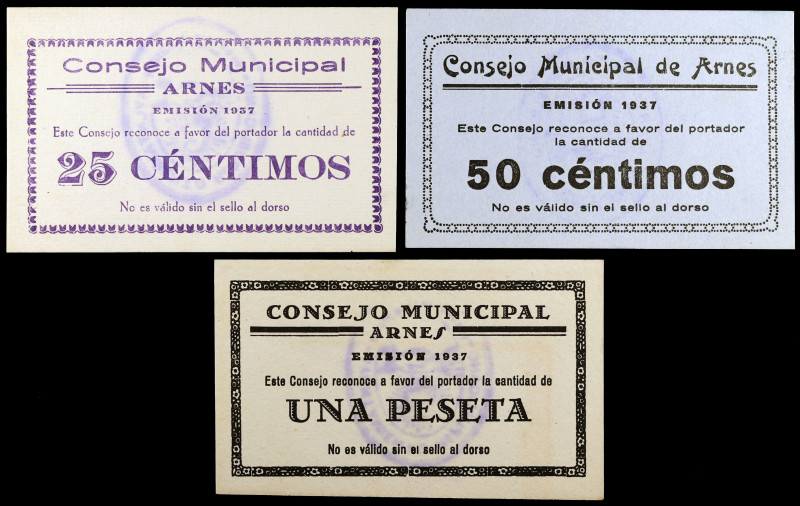 Consejo Municipal
ARNES
EMISIÓN 1937
Este Consejo reconoce a favor del portador la cantidad de
25 CÉNTIMOS
No es válido sin el sello al dorso
Consejo Municipal de Arnes
EMISIÓN 1937
Este Consejo reconoce a favor del portador
la cantidad de
50 céntimos
No es válido sin el sello al dorso
CONSEJO MUNICIPAL
ARNES
EMISIÓN 1937
Este Consejo reconoce a favor del portador la cantidad de
UNA PESETA
No es válido sin el sello al dorso